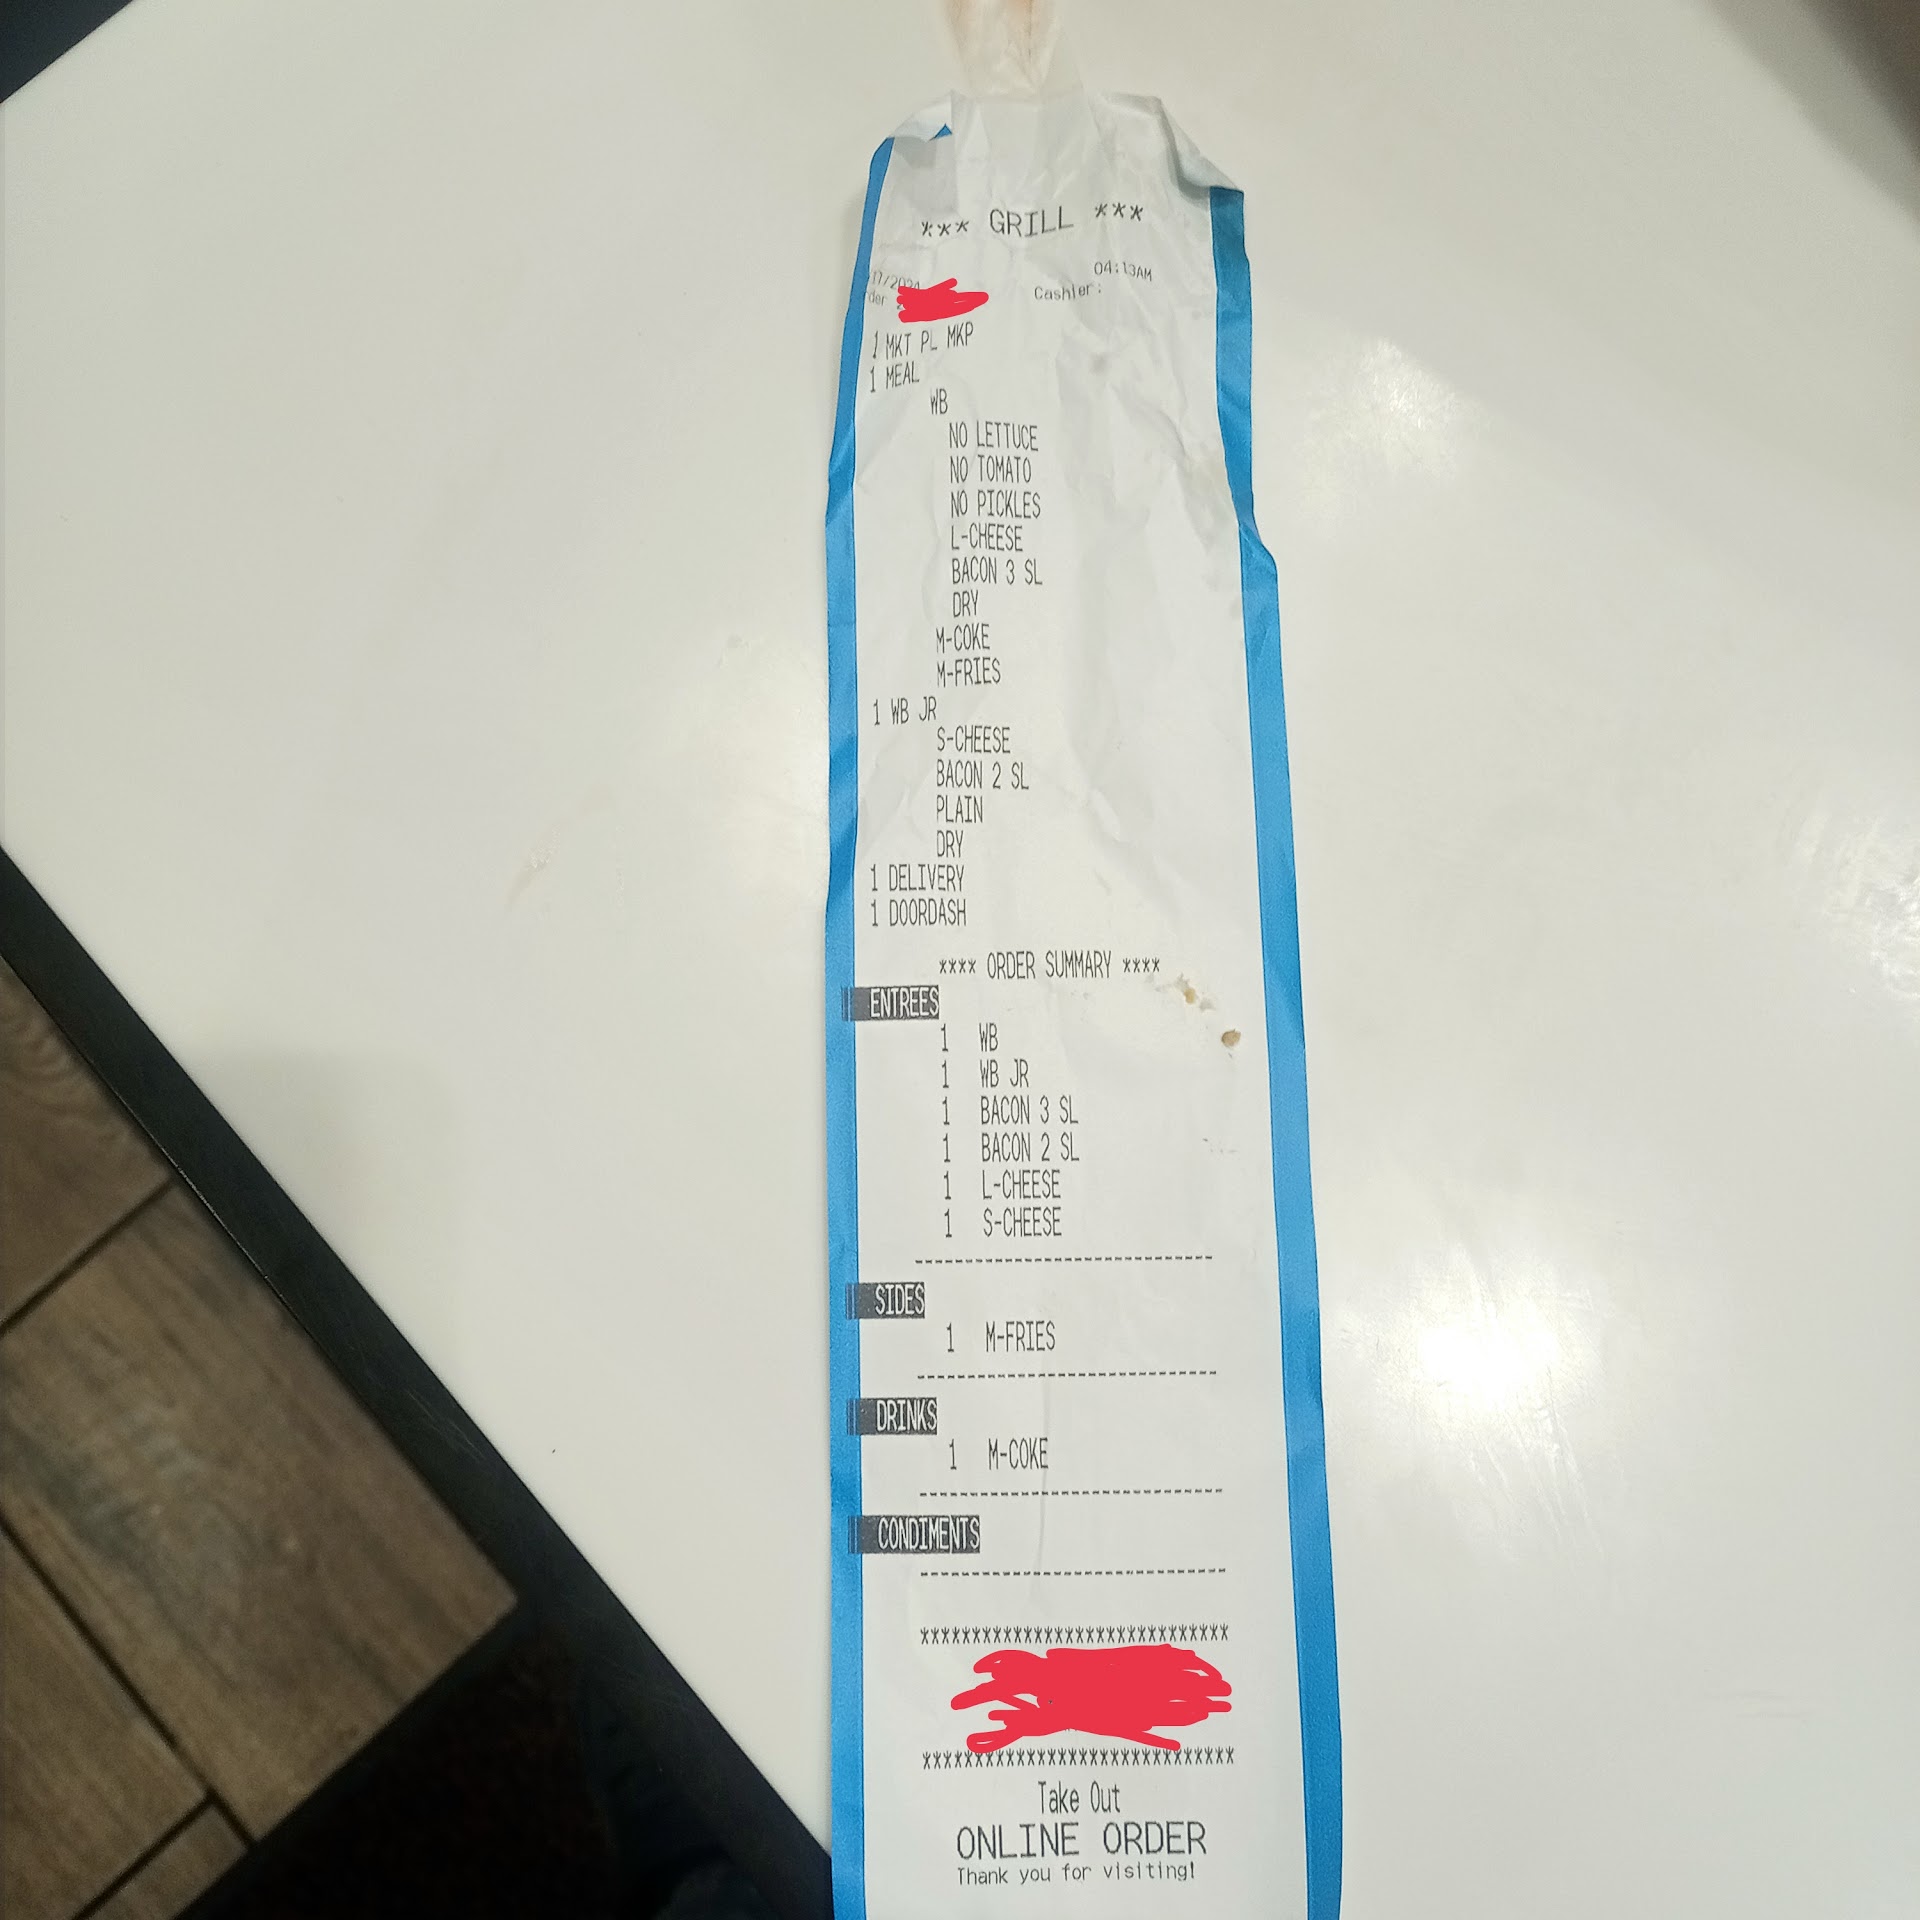 *** GRILL ***
17/2024 04:13AM
der Cashier:
1 MKT PL MKP
1 MEAL
WB
NO LETTUCE
NO TOMATO
NO PICKLES
L-CHEESE
BACON 3 SL
DRY
M-COKE
M-FRIES
1 WB JR
S-CHEESE
BACON 2 SL
PLAIN
DRY
1 DELIVERY
1 DOORDASH
**** ORDER SUMMARY ****
ENTREES
1 WB
1 WB JR
1 BACON 3 SL
1 BACON 2 SL
1 L-CHEESE
1 S-CHEESE
------------------------------
SIDES
1 M-FRIES
------------------------------
DRINKS
1 M-COKE
------------------------------
CONDIMENTS
------------------------------
******************************
******************************
Take Out
ONLINE ORDER
Thank you for visiting!